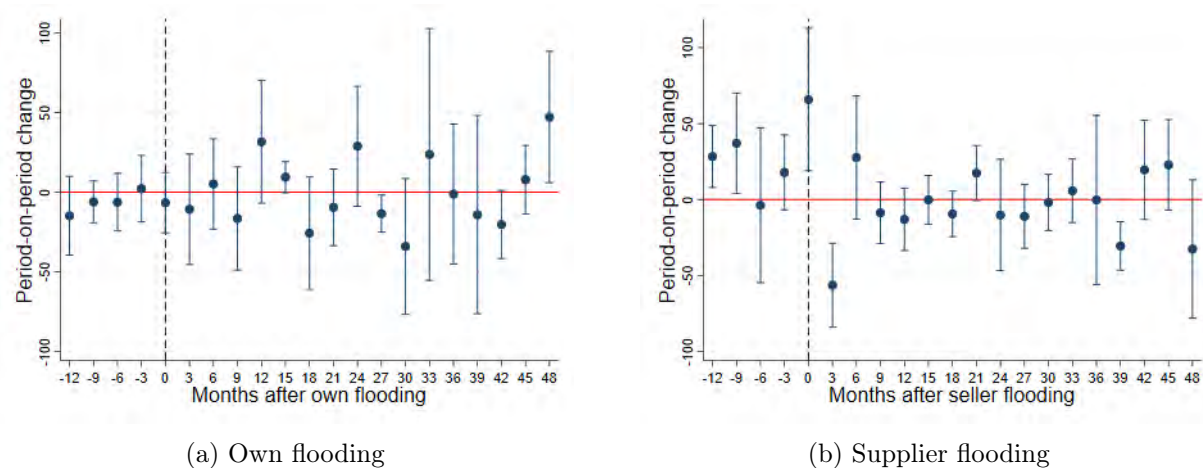 Period-on-period change
100
50
0
-50
-100
-12 -9 -6 -3 0 3 6 9 12 15 18 21 24 27 30 33 36 39 42 45 48
Months after own flooding
(a) Own flooding
Period-on-period change
100
50
0
-50
-100
-12 -9 -6 -3 0 3 6 9 12 15 18 21 24 27 30 33 36 39 42 45 48
Months after seller flooding
(b) Supplier flooding